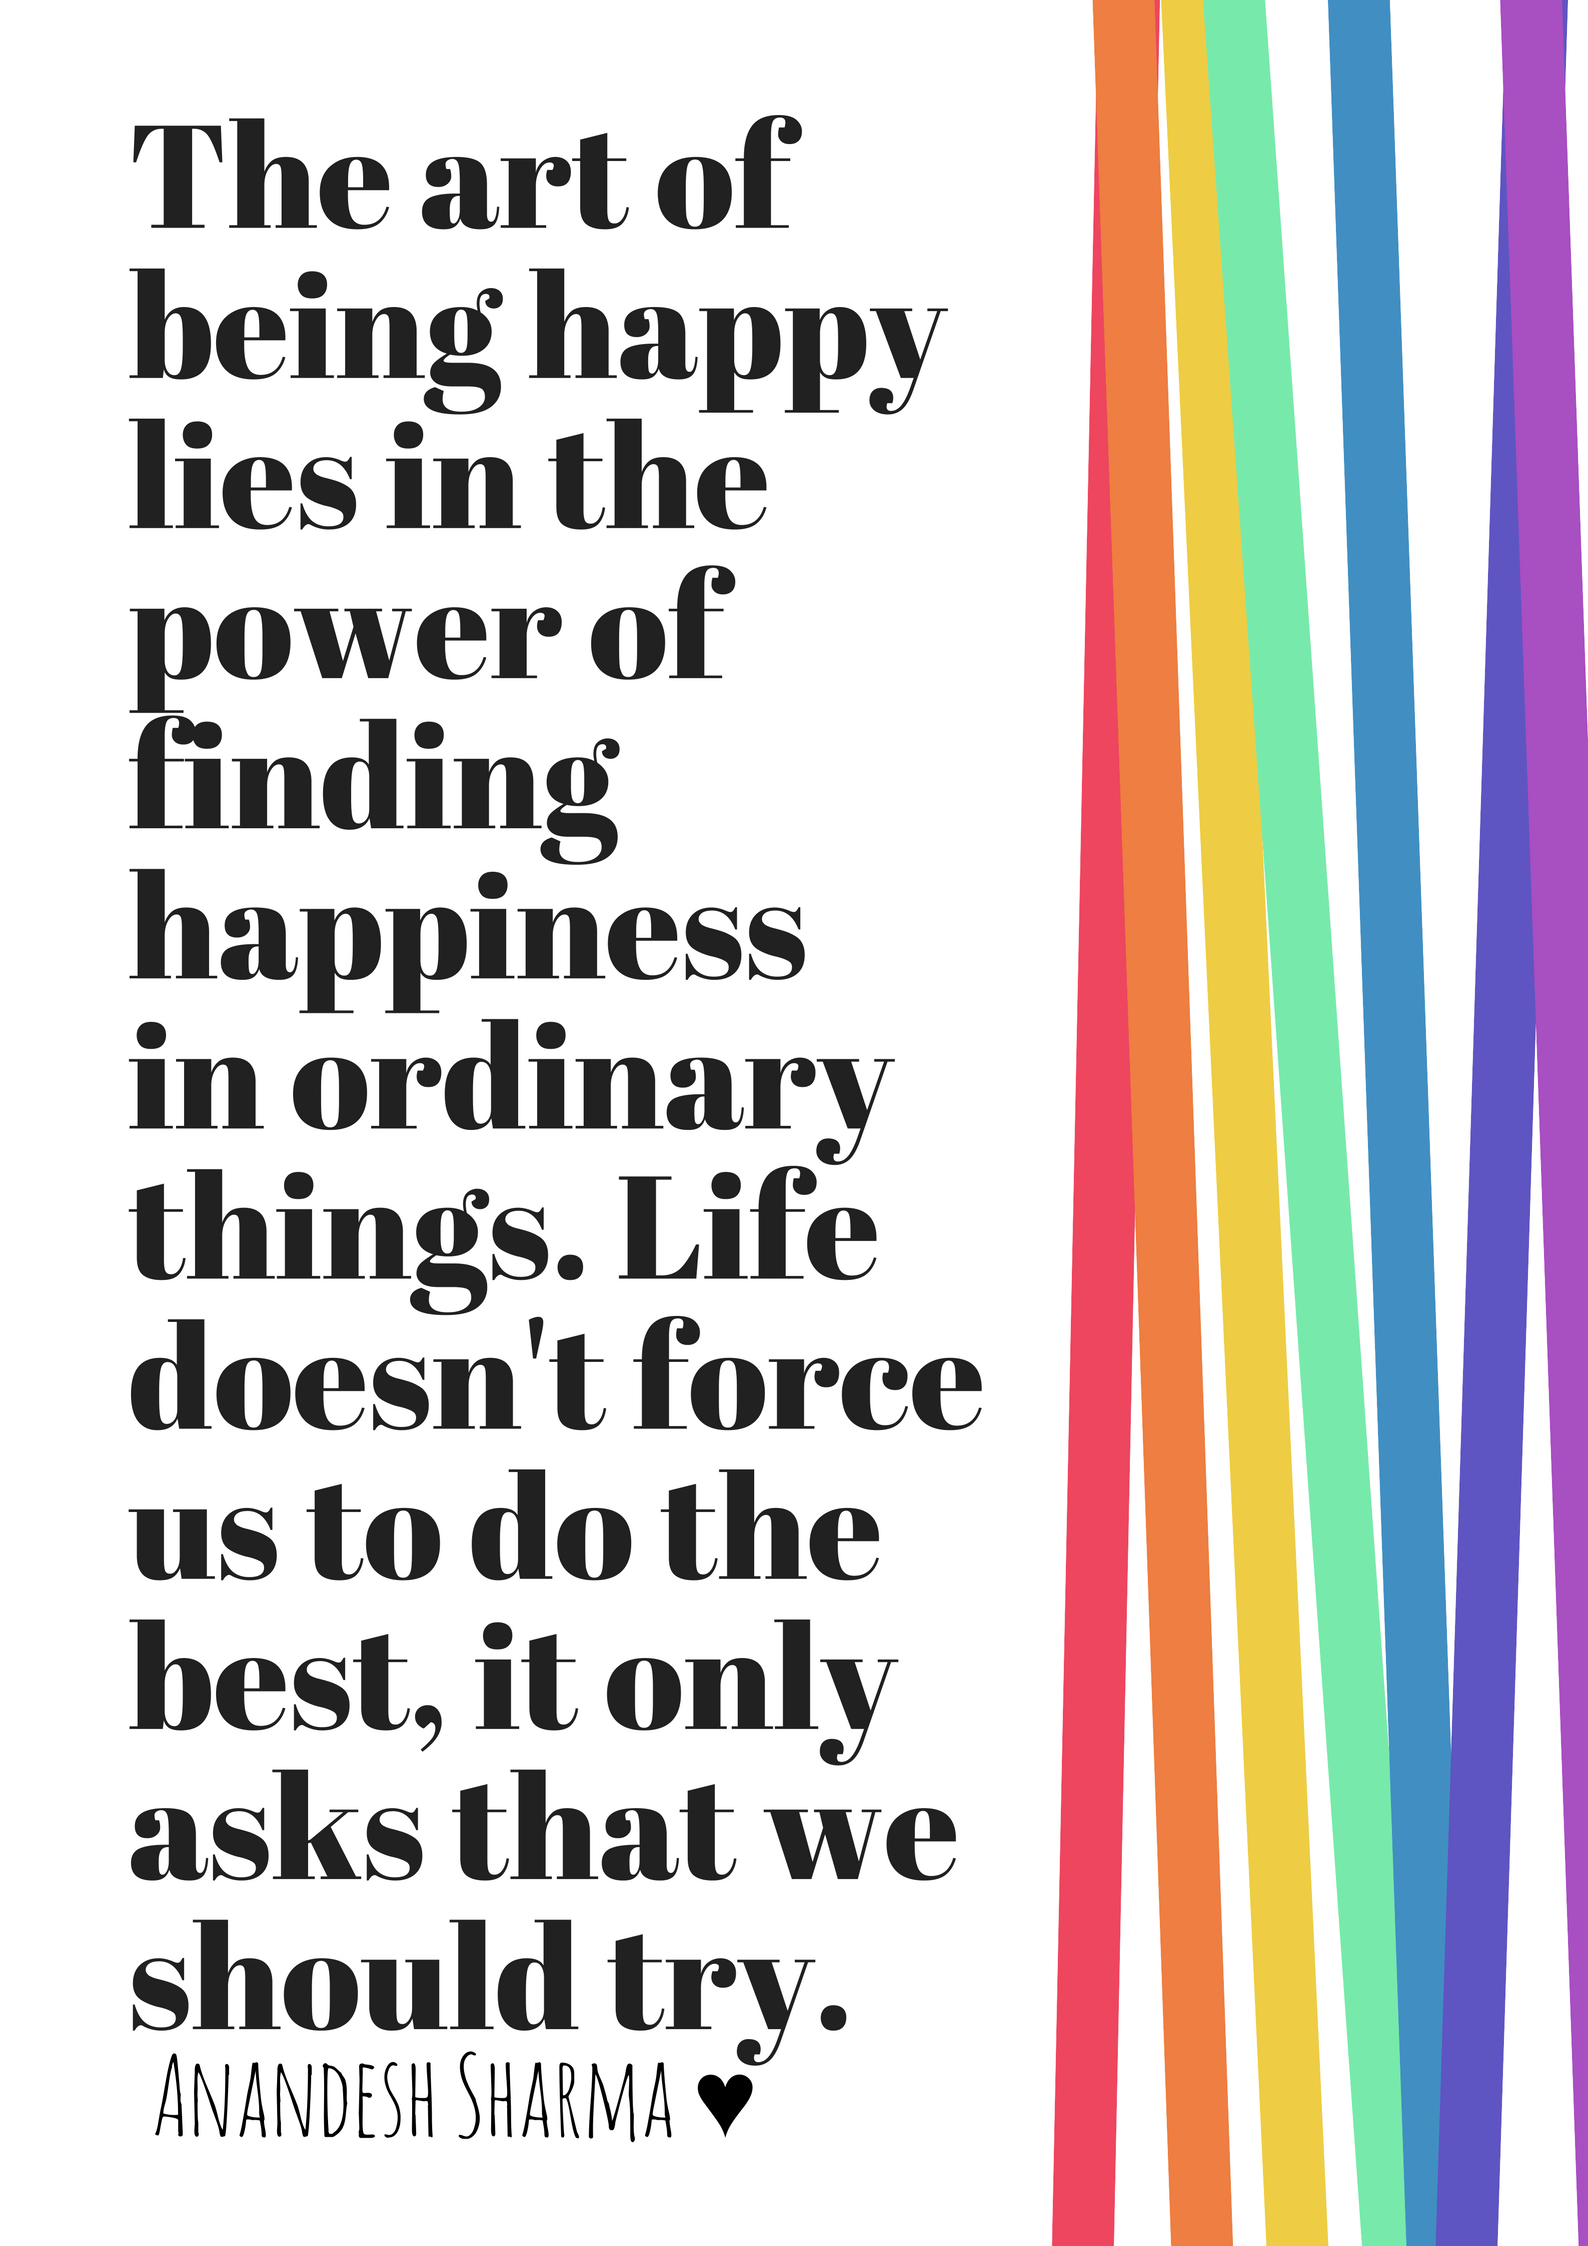 The art of
being happy
lies in the
power of
finding
happiness
in ordinary
things. Life
doesn't force
us to do the
best, it only
asks that we
should try.
Anandesh Sharma ♥